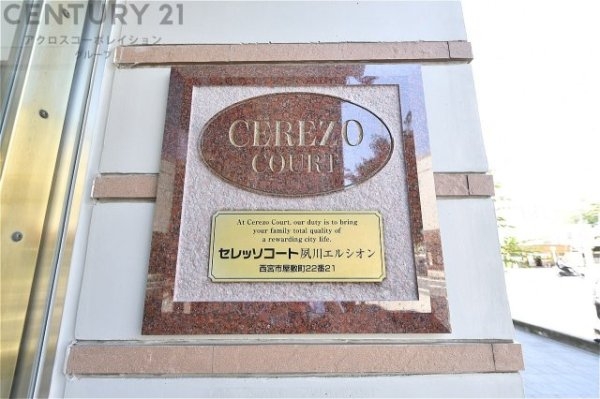 CENTURY 21
アクロスコーポレイション
グループ
CEREZO
COURT
At Cerezo Court, our duty is to bring
your family total quality of
a rewarding city life.
セレッソコート夙川エルシオン
西宮市屋敷町22番21